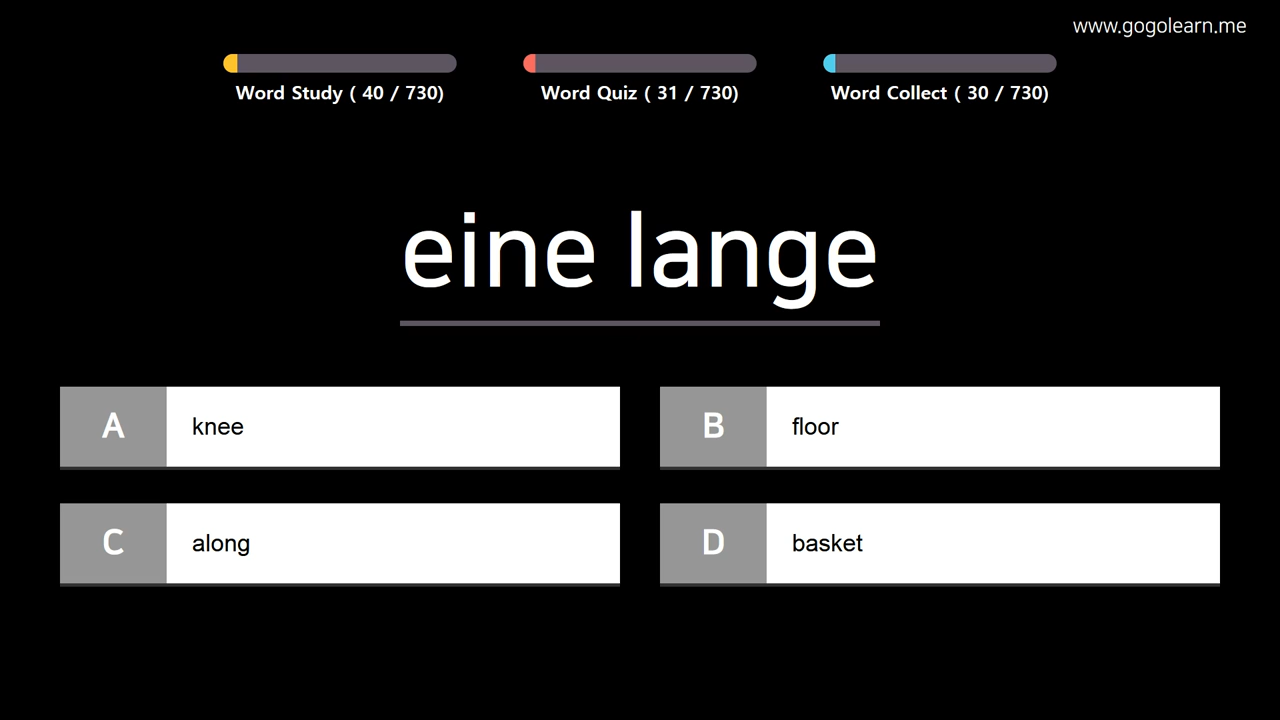 www.gogolearn.me
Word Study ( 40 / 730)
Word Quiz ( 31 / 730)
Word Collect ( 30 / 730)
eine lange
A
knee
B
floor
C
along
D
basket